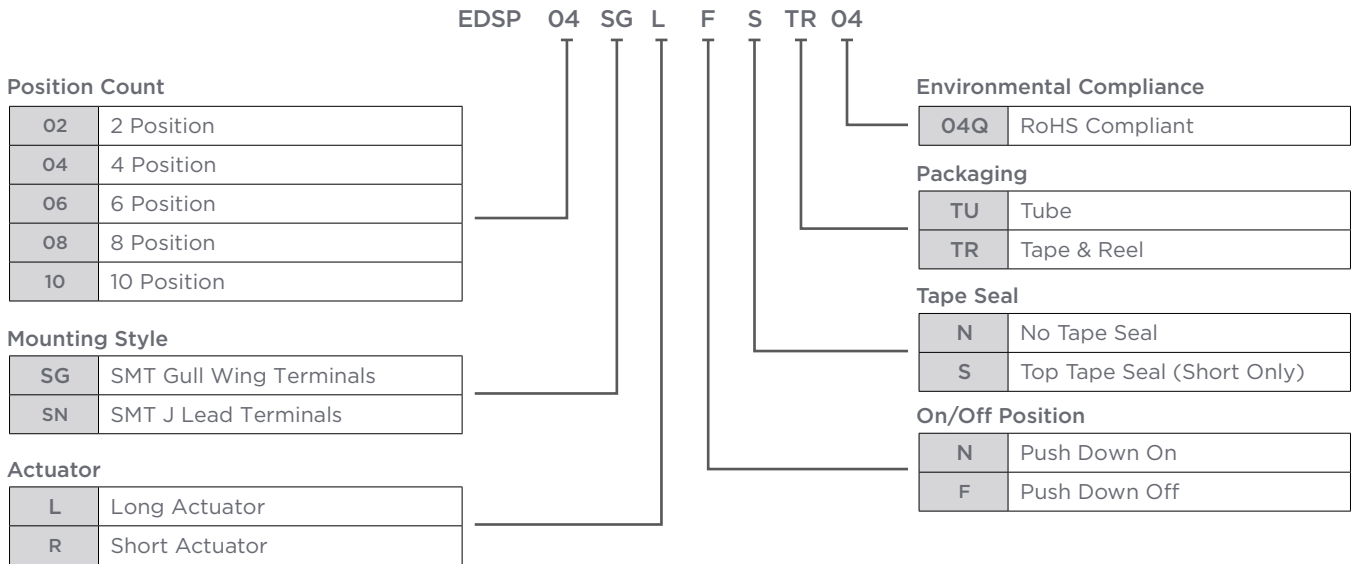 EDSP 04 SG L F S TR 04
Position Count
02 2 Position
04 4 Position
06 6 Position
08 8 Position
10 10 Position
Mounting Style
SG SMT Gull Wing Terminals
SN SMT J Lead Terminals
Actuator
L Long Actuator
R Short Actuator
Environmental Compliance
04Q RoHS Compliant
Packaging
TU Tube
TR Tape & Reel
Tape Seal
N No Tape Seal
S Top Tape Seal (Short Only)
On/Off Position
N Push Down On
F Push Down Off